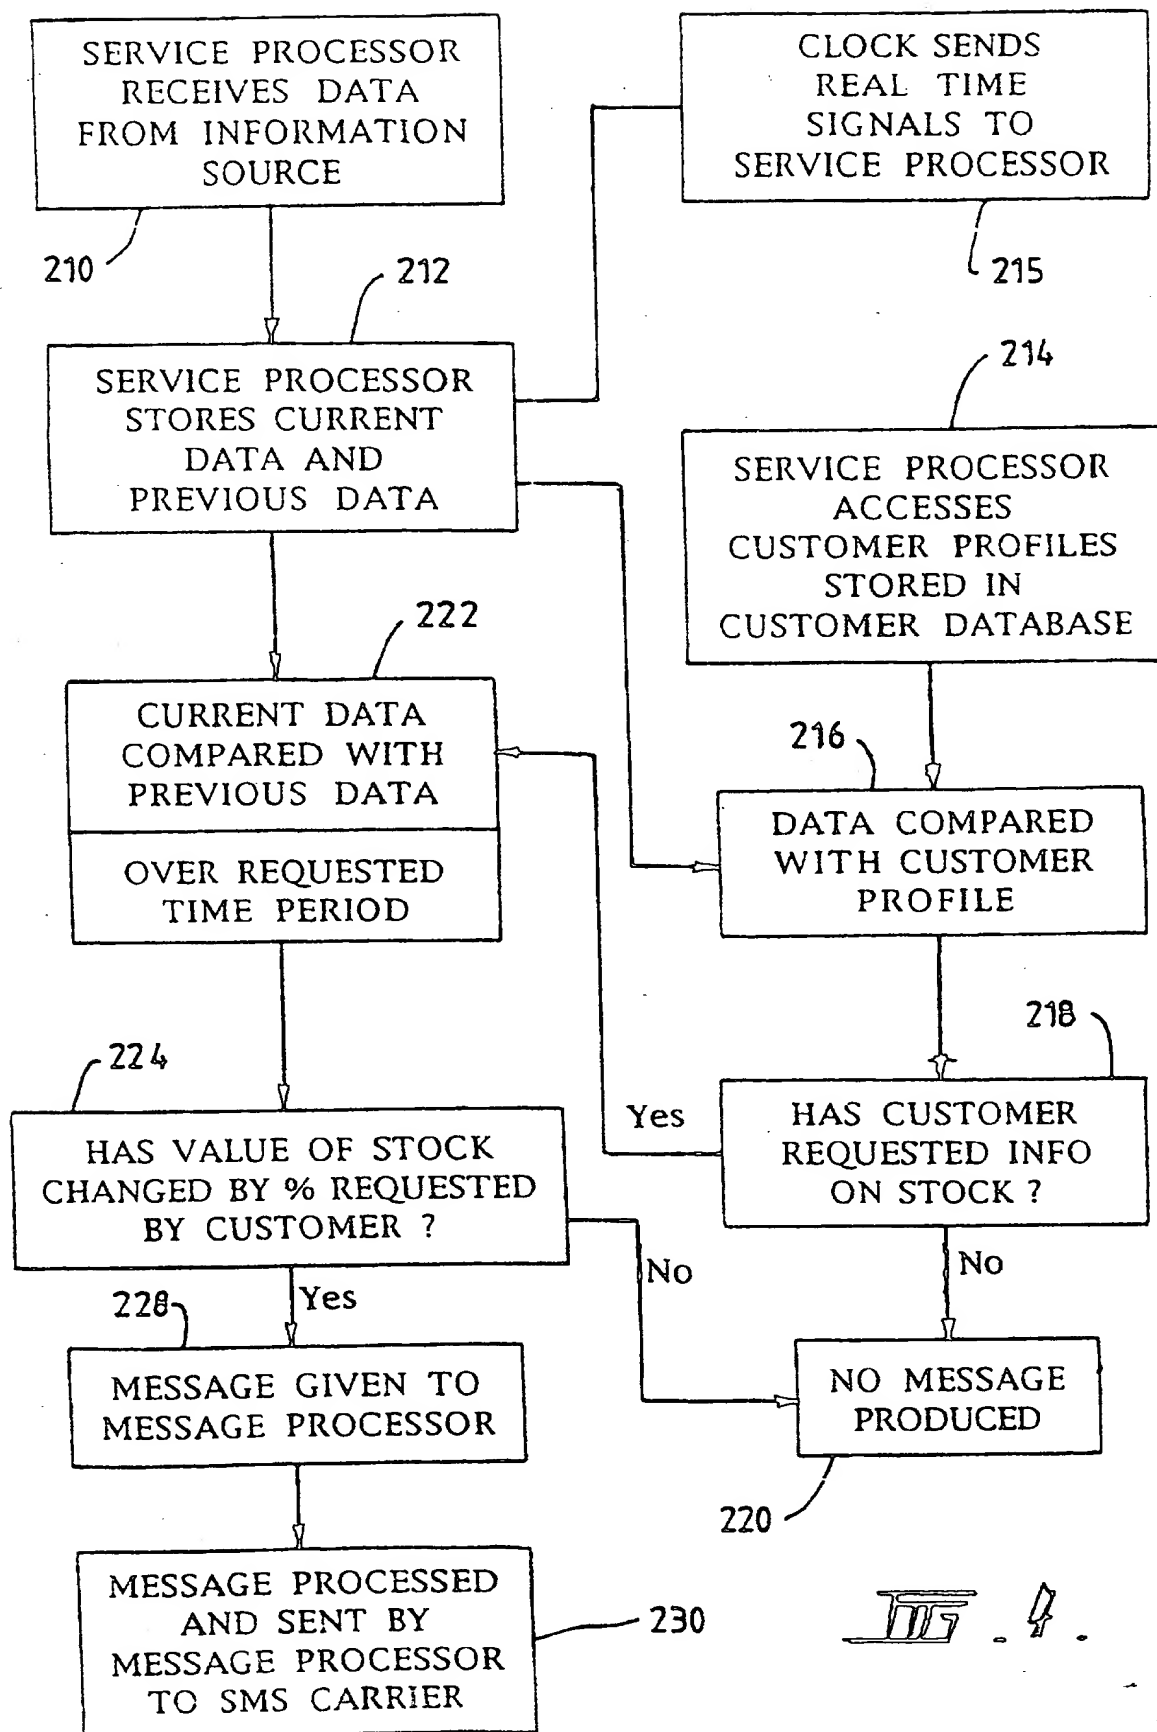 SERVICE PROCESSOR
RECEIVES DATA
FROM INFORMATION
SOURCE
210
CLOCK SENDS
REAL TIME
SIGNALS TO
SERVICE PROCESSOR
215
212
SERVICE PROCESSOR
STORES CURRENT
DATA AND
PREVIOUS DATA
214
SERVICE PROCESSOR
ACCESSES
CUSTOMER PROFILES
STORED IN
CUSTOMER DATABASE
222
CURRENT DATA
COMPARED WITH
PREVIOUS DATA
OVER REQUESTED
TIME PERIOD
216
DATA COMPARED
WITH CUSTOMER
PROFILE
218
HAS CUSTOMER
REQUESTED INFO
ON STOCK ?
Yes
No
224
HAS VALUE OF STOCK
CHANGED BY % REQUESTED
BY CUSTOMER ?
No
Yes
228
MESSAGE GIVEN TO
MESSAGE PROCESSOR
NO MESSAGE
PRODUCED
220
MESSAGE PROCESSED
AND SENT BY
MESSAGE PROCESSOR
TO SMS CARRIER
230